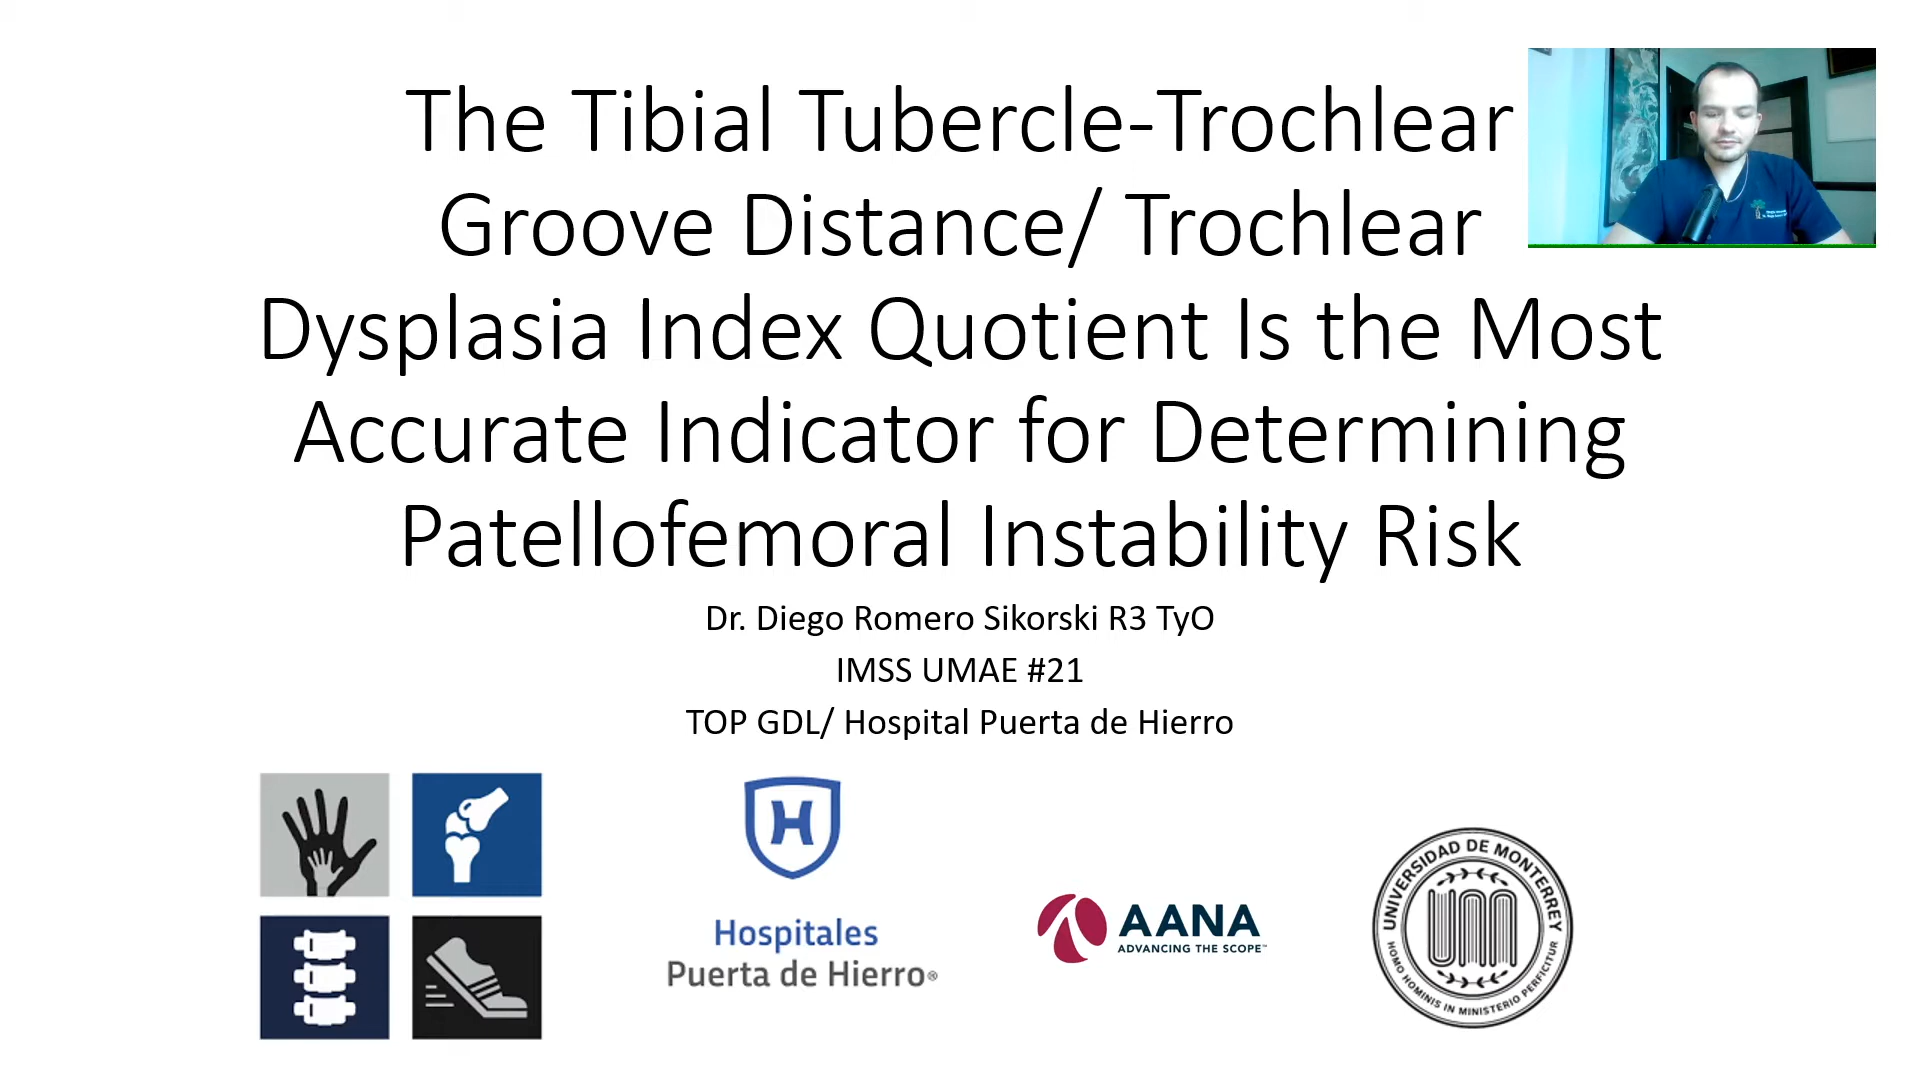 The Tibial Tubercle-Trochlear
Groove Distance/ Trochlear
Dysplasia Index Quotient Is the Most
Accurate Indicator for Determining
Patellofemoral Instability Risk
Dr. Diego Romero Sikorski R3 TyO
IMSS UMAE #21
TOP GDL/ Hospital Puerta de Hierro
H
Hospitales
Puerta de Hierro®
AANA
ADVANCING THE SCOPE™
UNIVERSIDAD DE MONTERREY
HOMO HOMINIS IN MINISTERIO PERFICITUR